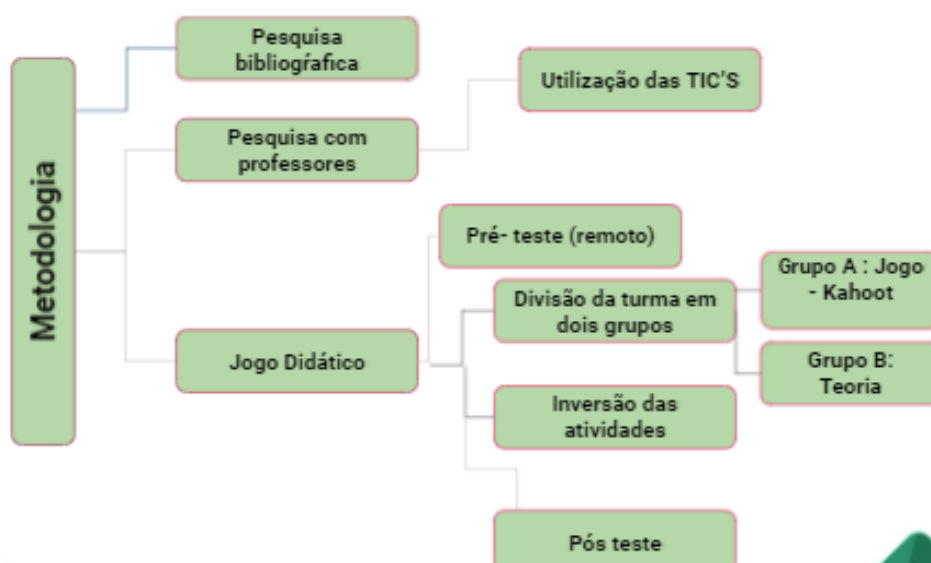 Metodologia
Pesquisa
bibliográfica
Pesquisa com
professores
Utilização das TIC'S
Jogo Didático
Pré- teste (remoto)
Divisão da turma em
dois grupos
Grupo A : Jogo
- Kahoot
Grupo B:
Teoria
Inversão das
atividades
Pós teste